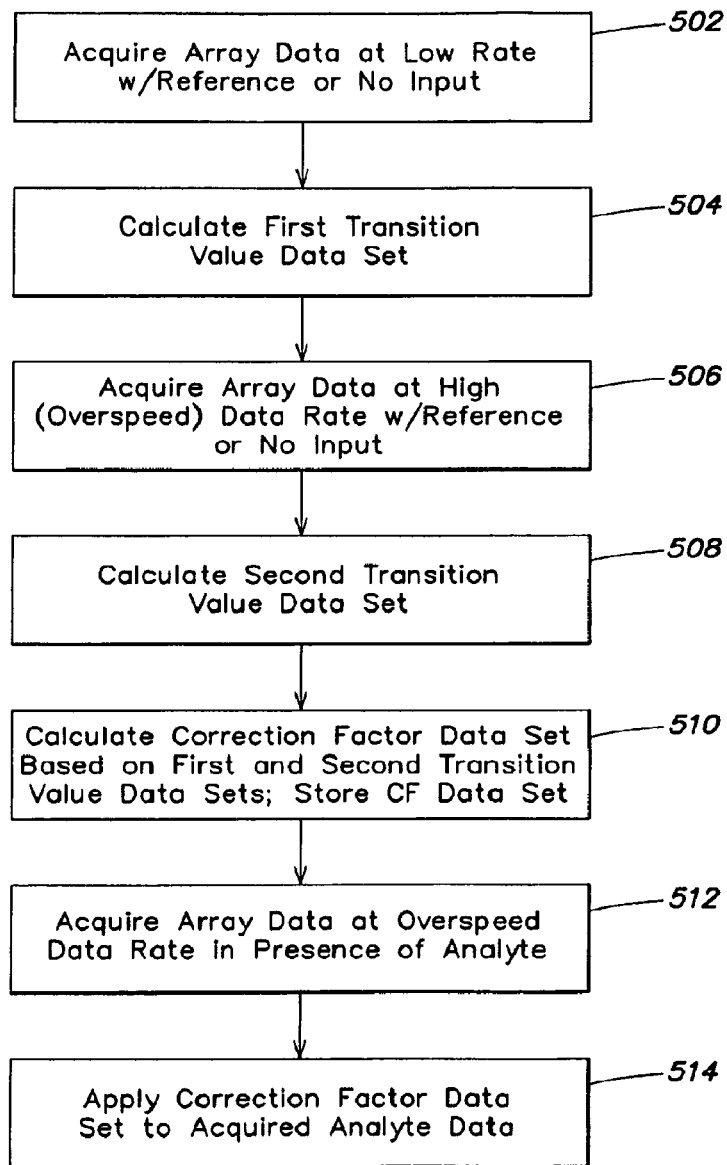 502
Acquire Array Data at Low Rate
w/Reference or No Input
504
Calculate First Transition
Value Data Set
506
Acquire Array Data at High
(Overspeed) Data Rate w/Reference
or No Input
508
Calculate Second Transition
Value Data Set
510
Calculate Correction Factor Data Set
Based on First and Second Transition
Value Data Sets; Store CF Data Set
512
Acquire Array Data at Overspeed
Data Rate in Presence of Analyte
514
Apply Correction Factor Data
Set to Acquired Analyte Data